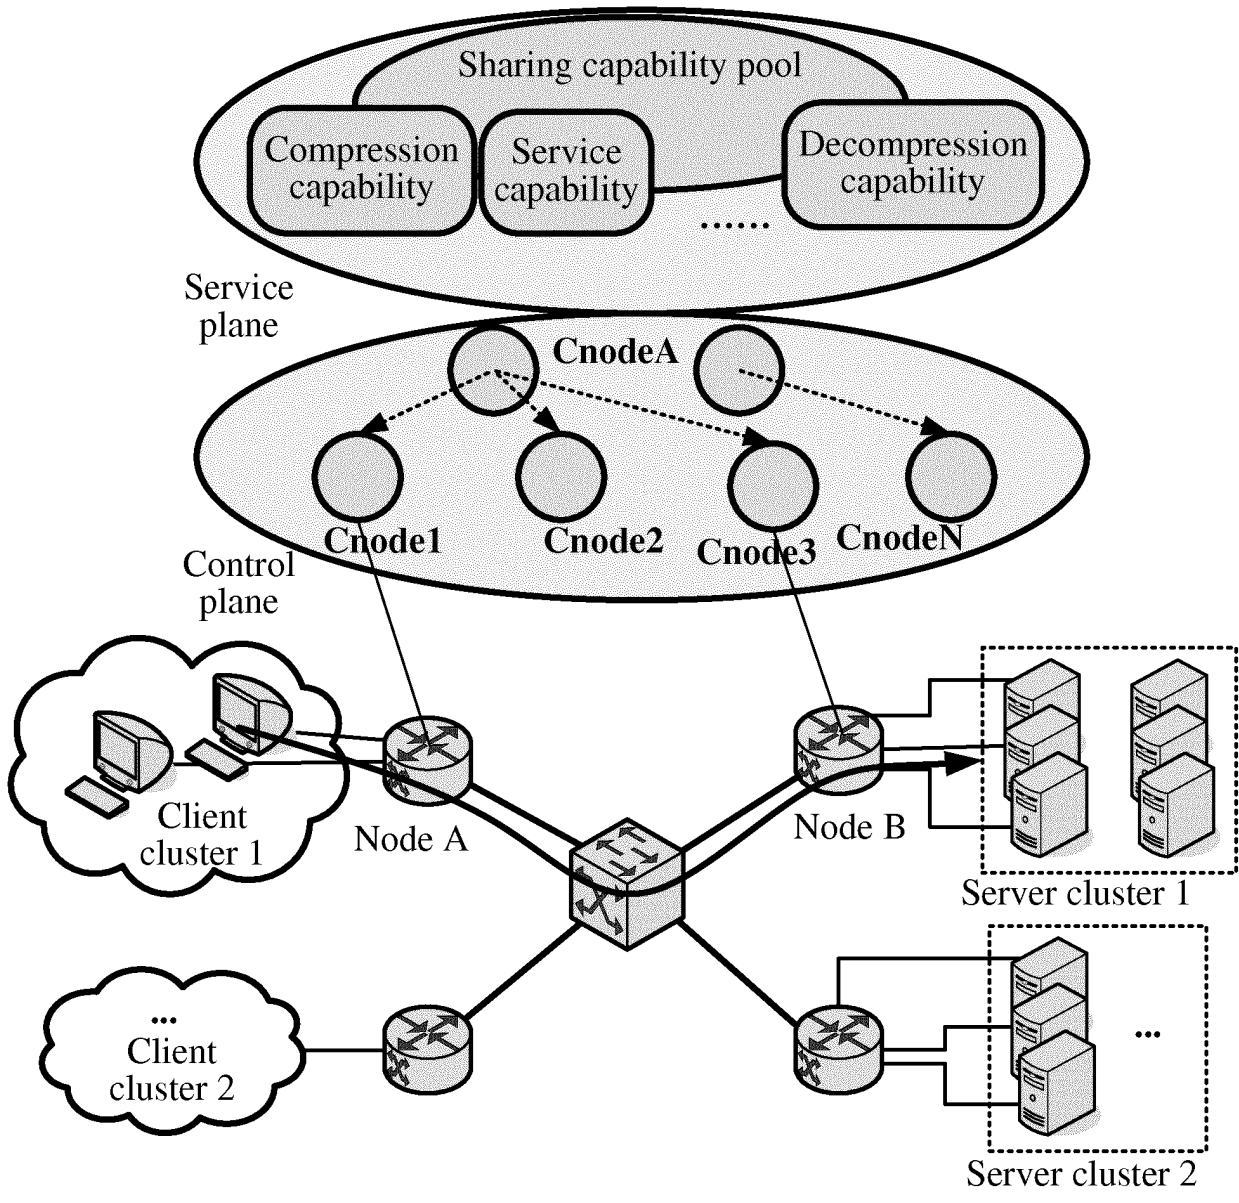 Sharing capability pool
Compression
capability
Service
capability
Decompression
capability
......
Service
plane
CnodeA
Cnode1
Cnode2
Cnode3
CnodeN
Control
plane
Client
cluster 1
Node A
Node B
Server cluster 1
...
Client
cluster 2
...
Server cluster 2